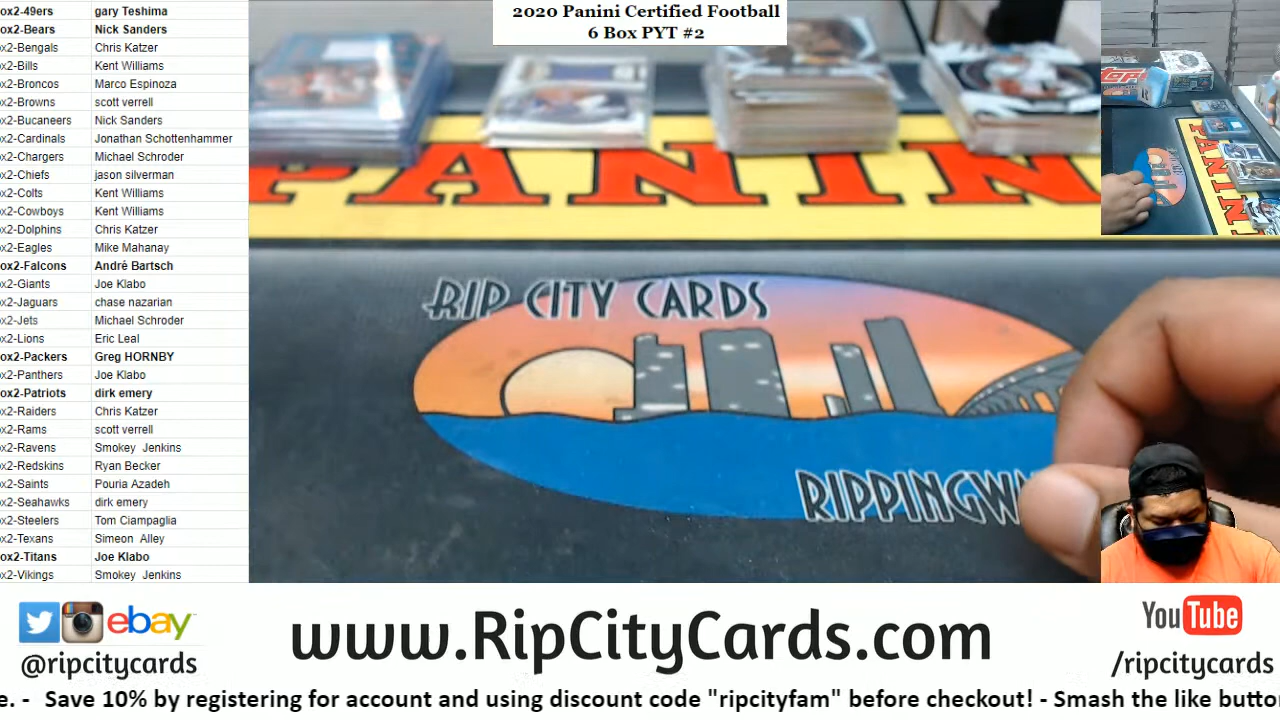 ox2-49ers gary Teshima
ox2-Bears Nick Sanders
ox2-Bengals Chris Katzer
ox2-Bills Kent Williams
ox2-Broncos Marco Espinoza
ox2-Browns scott verrell
ox2-Bucaneers Nick Sanders
ox2-Cardinals Jonathan Schottenhammer
ox2-Chargers Michael Schroder
ox2-Chiefs jason silverman
ox2-Colts Kent Williams
ox2-Cowboys Kent Williams
ox2-Dolphins Chris Katzer
ox2-Eagles Mike Mahanay
ox2-Falcons André Bartsch
ox2-Giants Joe Klabo
ox2-Jaguars chase nazarian
ox2-Jets Michael Schroder
ox2-Lions Eric Leal
ox2-Packers Greg HORNBY
ox2-Panthers Joe Klabo
ox2-Patriots dirk emery
ox2-Raiders Chris Katzer
ox2-Rams scott verrell
ox2-Ravens Smokey Jenkins
ox2-Redskins Ryan Becker
ox2-Saints Pouria Azadeh
ox2-Seahawks dirk emery
ox2-Steelers Tom Ciampaglia
ox2-Texans Simeon Alley
ox2-Titans Joe Klabo
ox2-Vikings Smokey Jenkins
2020 Panini Certified Football
6 Box PYT #2
PANIN
RIP CITY CARDS
RIPPINGW
PANIN
ebay
@ripcitycards
www.RipCityCards.com
YouTube
/ripcitycards
e. - Save 10% by registering for account and using discount code "ripcityfam" before checkout! - Smash the like butto